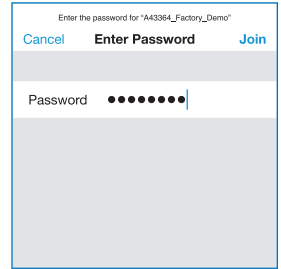 Enter the password for “A43364_Factory_Demo”
Cancel Enter Password Join
Password ●●●●●●●●